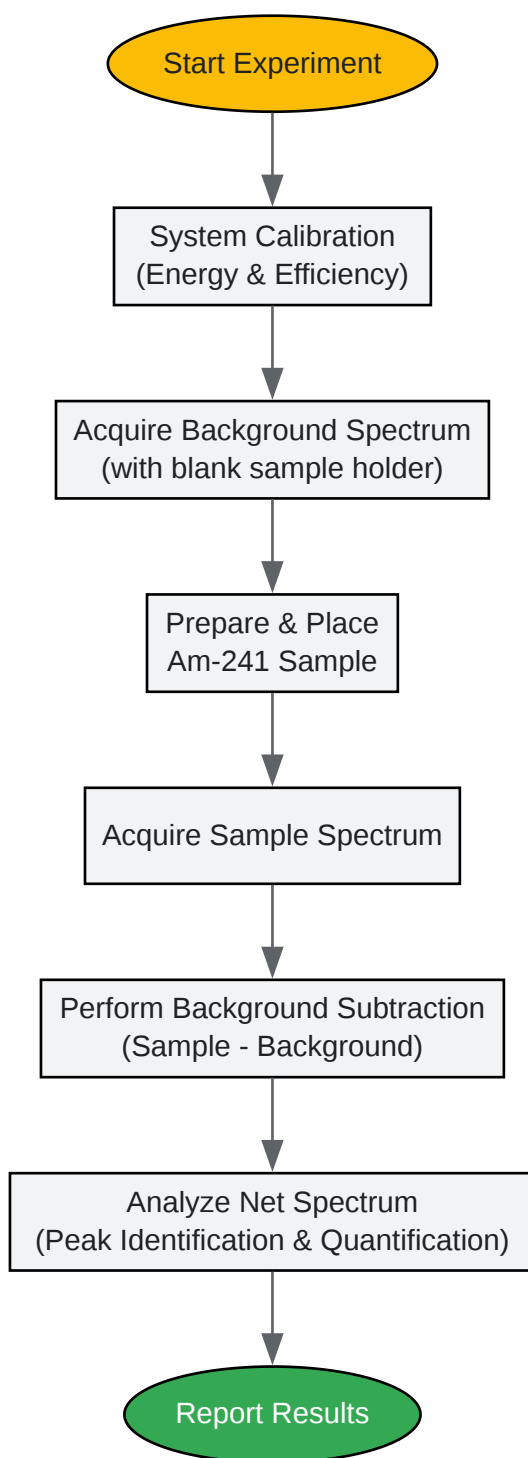 Start Experiment
System Calibration
(Energy & Efficiency)
Acquire Background Spectrum
(with blank sample holder)
Prepare & Place
Am-241 Sample
Acquire Sample Spectrum
Perform Background Subtraction
(Sample - Background)
Analyze Net Spectrum
(Peak Identification & Quantification)
Report Results